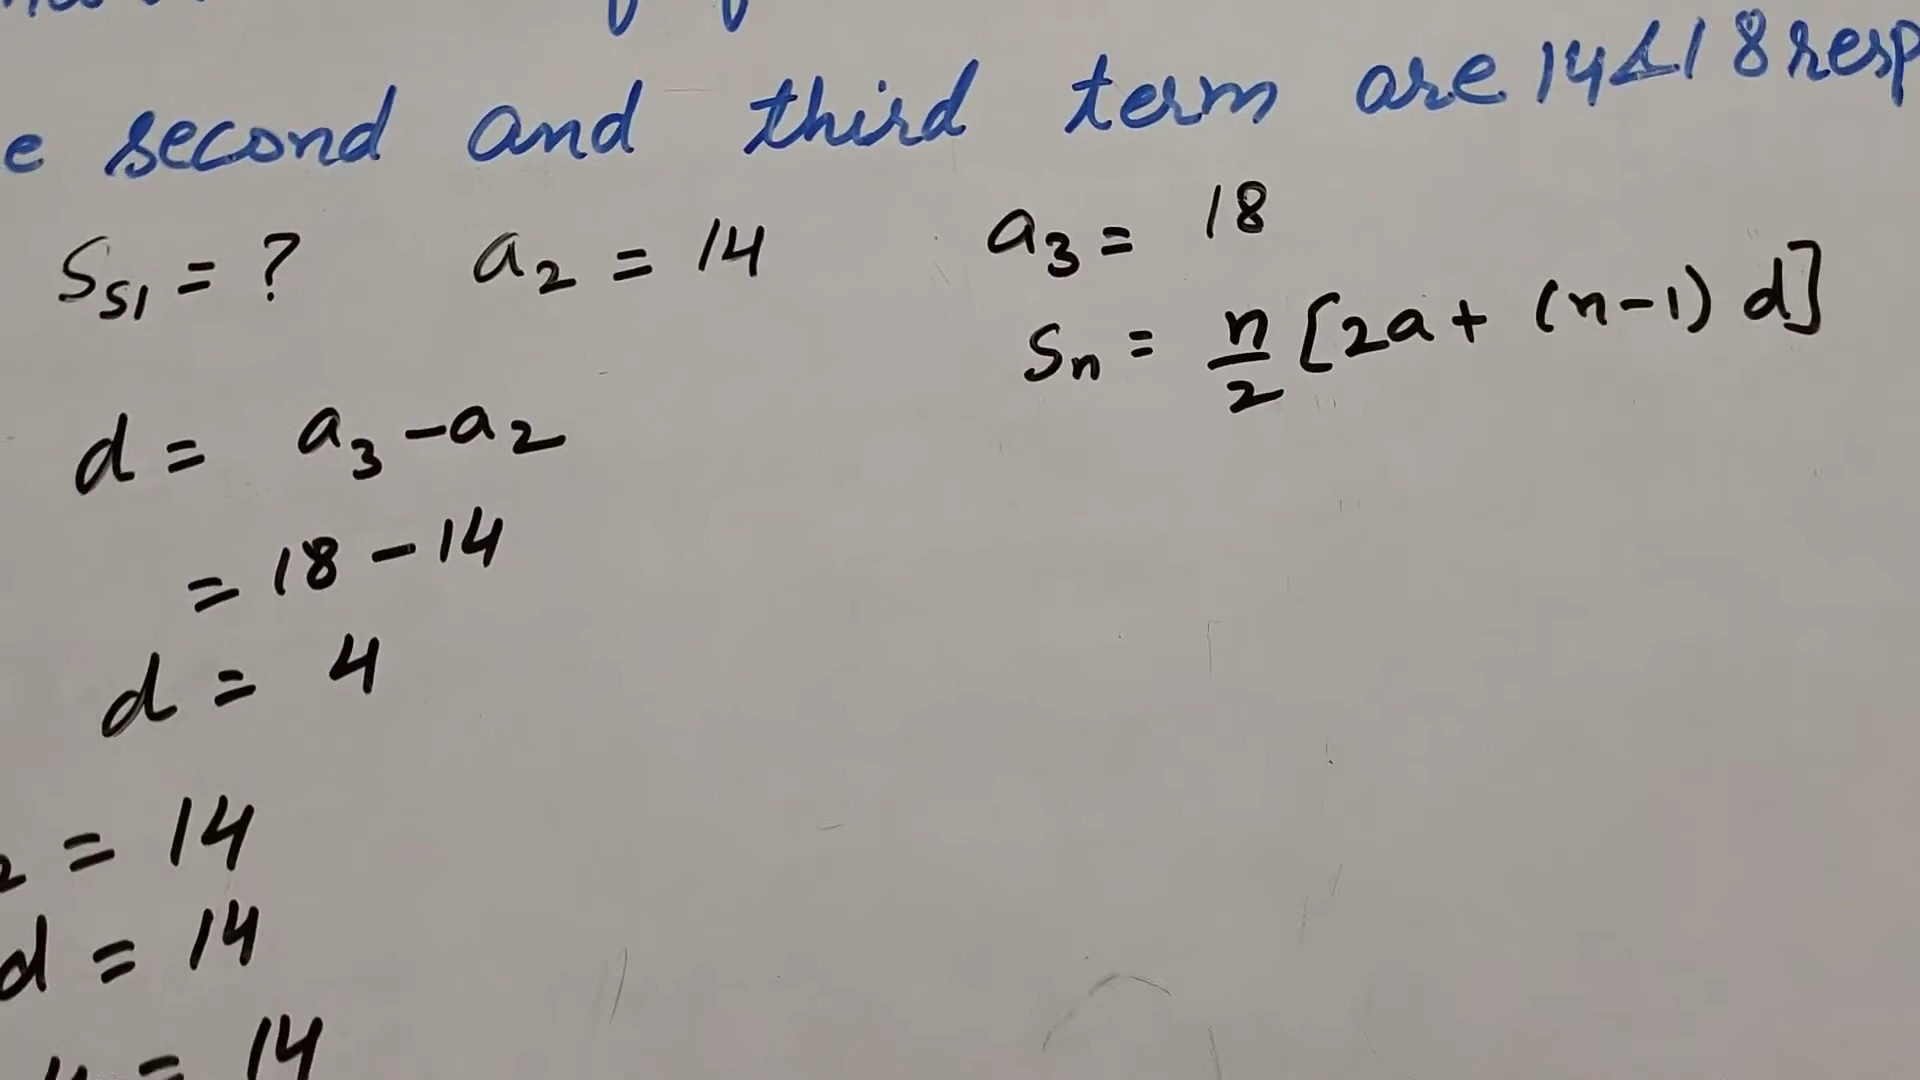 e second and third term are 14 & 18 resp
S₅₁ = ? a₂ = 14 a₃ = 18
Sₙ = n/2 [2a + (n-1) d]
d = a₃ - a₂
= 18 - 14
d = 4
₂ = 14
d = 14
= 14